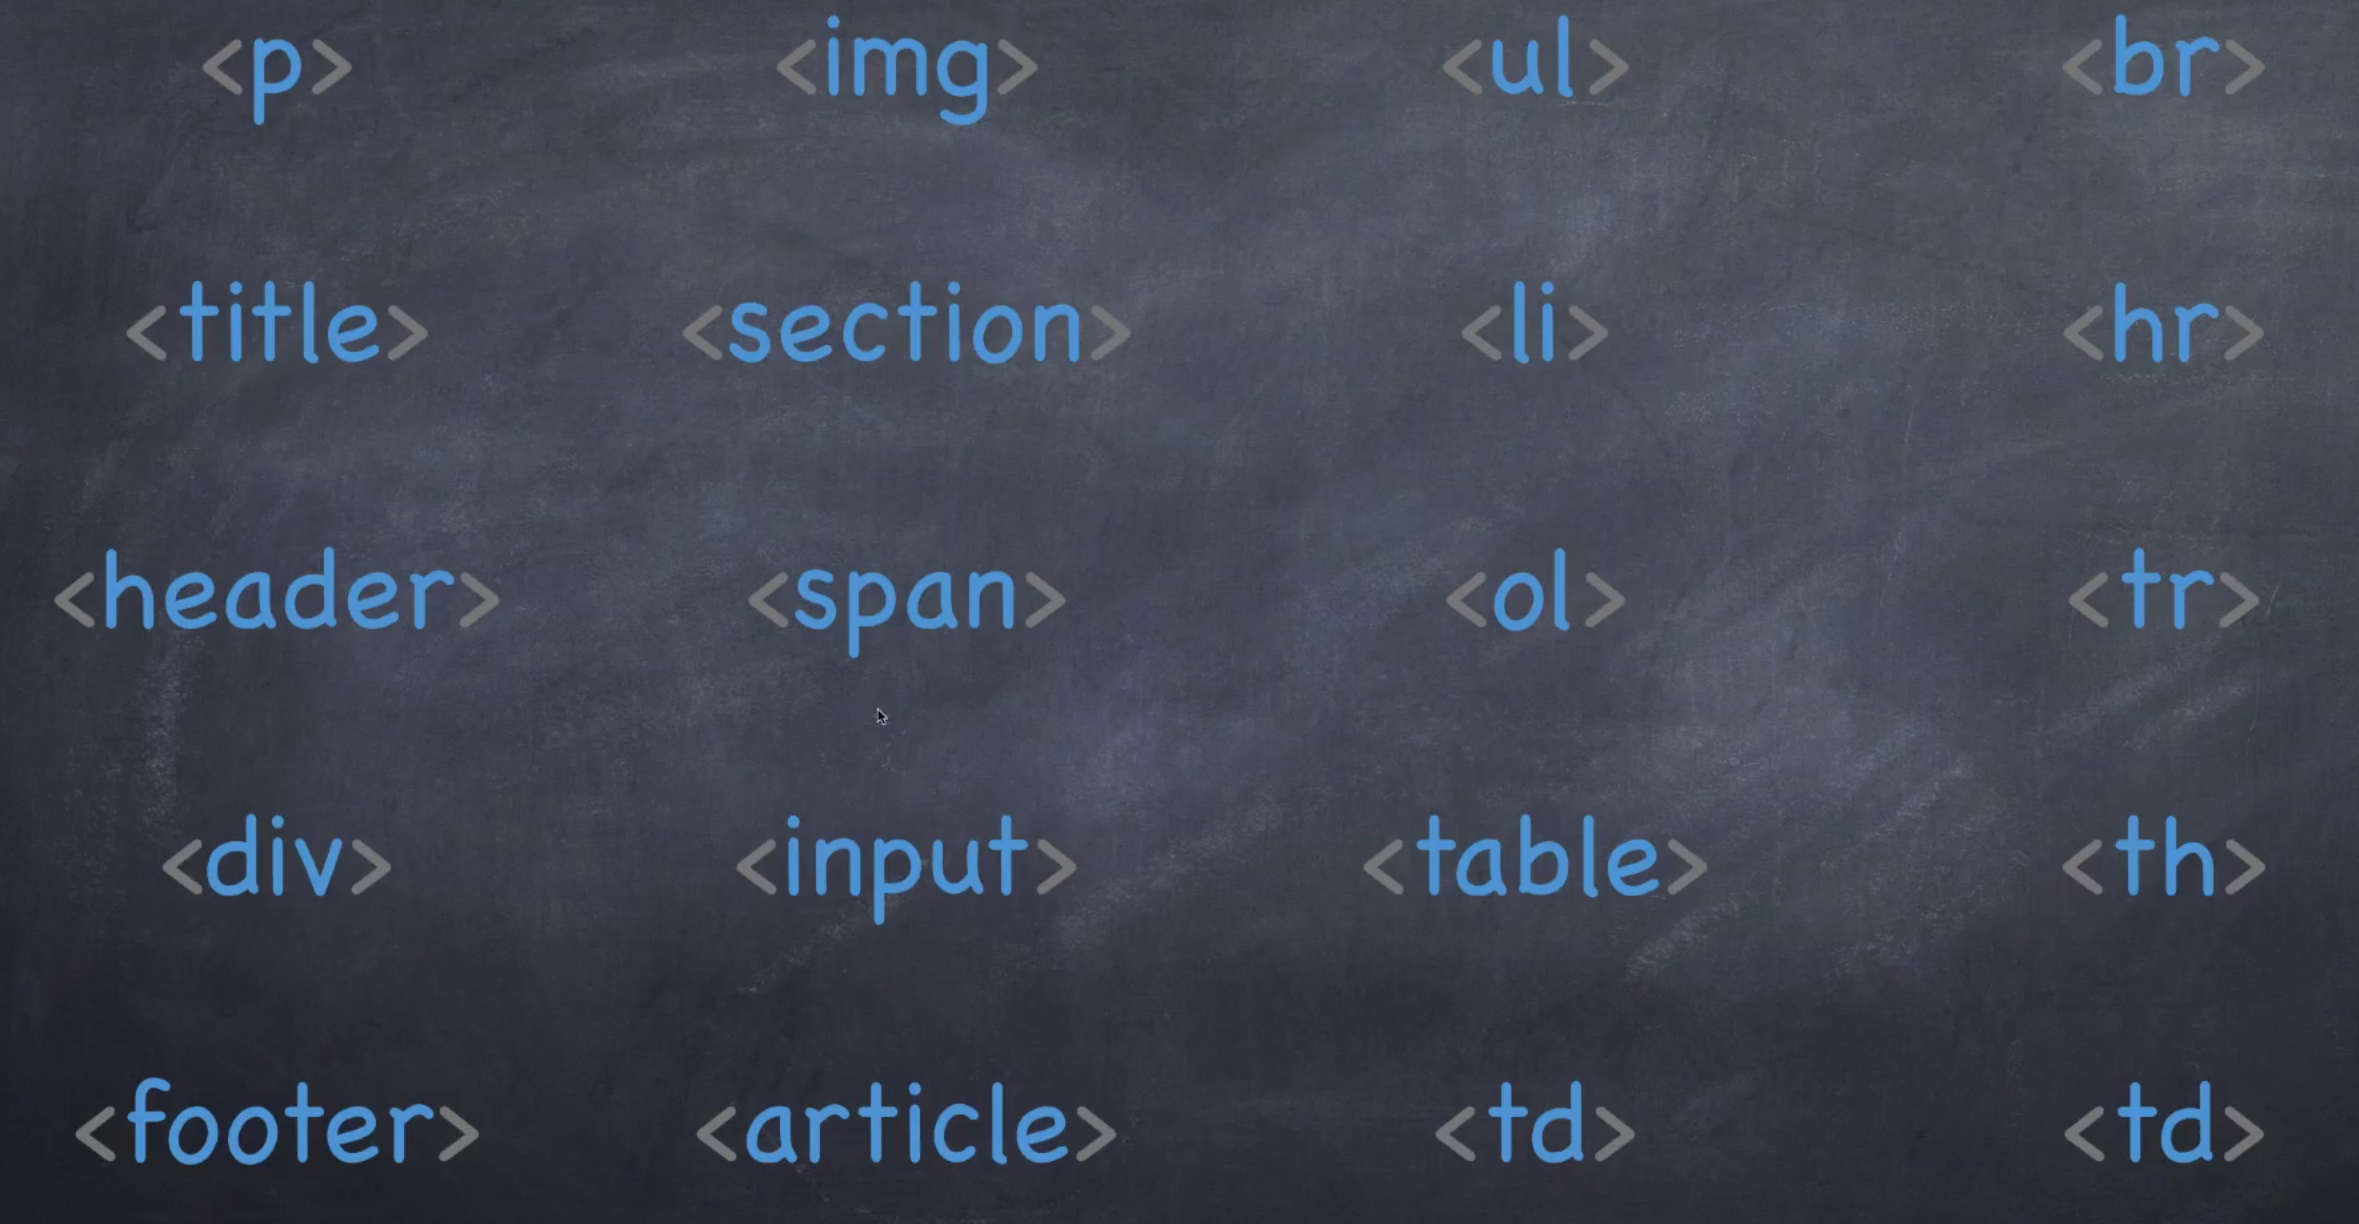 <p> <img> <ul> <br>
<title> <section> <li> <hr>
<header> <span> <ol> <tr>
<div> <input> <table> <th>
<footer> <article> <td> <td>